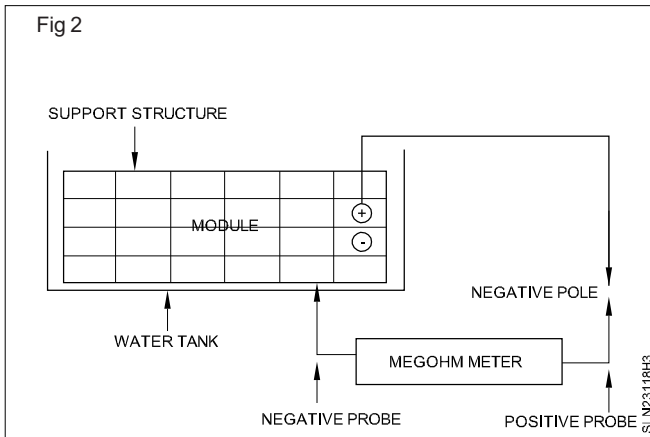 Fig 2
SUPPORT STRUCTURE
MODULE
+
-
NEGATIVE POLE
WATER TANK
MEGOHM METER
NEGATIVE PROBE
POSITIVE PROBE
SLN23118H3